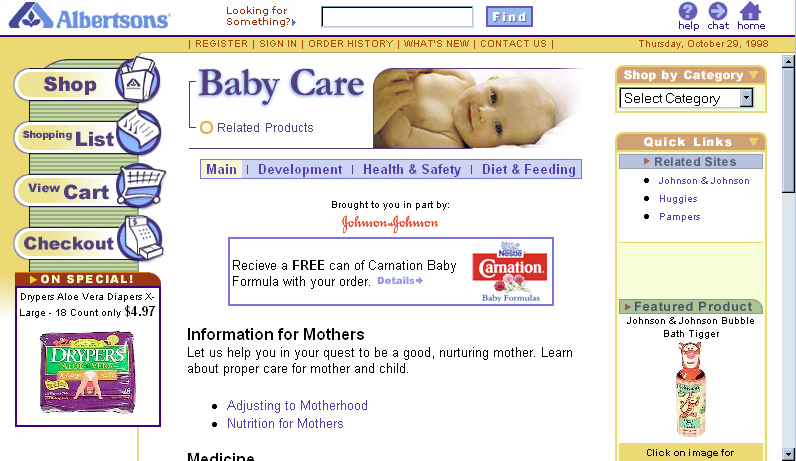 Albertsons
Looking for
Something?
Find
help chat home
| REGISTER | SIGN IN | ORDER HISTORY | WHAT'S NEW | CONTACT US |
Thursday, October 29, 1998
Shop
Shopping List
View Cart
Checkout
ON SPECIAL!
Drypers Aloe Vera Diapers X-
Large - 18 Count only $4.97
DRYPERS
ALOE VERA
Baby Care
Related Products
Main | Development | Health & Safety | Diet & Feeding
Brought to you in part by:
Johnson & Johnson
Recieve a FREE can of Carnation Baby
Formula with your order. Details
Nestle
Carnation
Baby Formulas
Information for Mothers
Let us help you in your quest to be a good, nurturing mother. Learn
about proper care for mother and child.
Adjusting to Motherhood
Nutrition for Mothers
Medicine
Shop by Category
Select Category
Quick Links
Related Sites
Johnson & Johnson
Huggies
Pampers
Featured Product
Johnson & Johnson Bubble
Bath Tigger
Click on image for